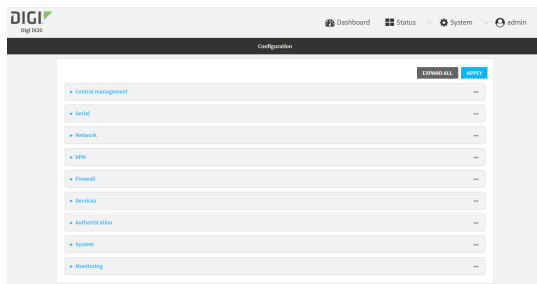 DIGI
Digi IX20
Dashboard Status System admin
Configuration
EXPAND ALL APPLY
Central management
Serial
Network
VPN
Firewall
Services
Authentication
System
Monitoring